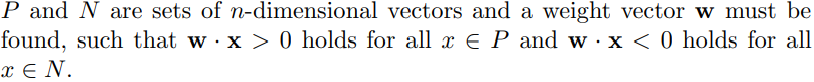 P and N are sets of n-dimensional vectors and a weight vector w must be
found, such that w · x > 0 holds for all x ∈ P and w · x < 0 holds for all
x ∈ N.